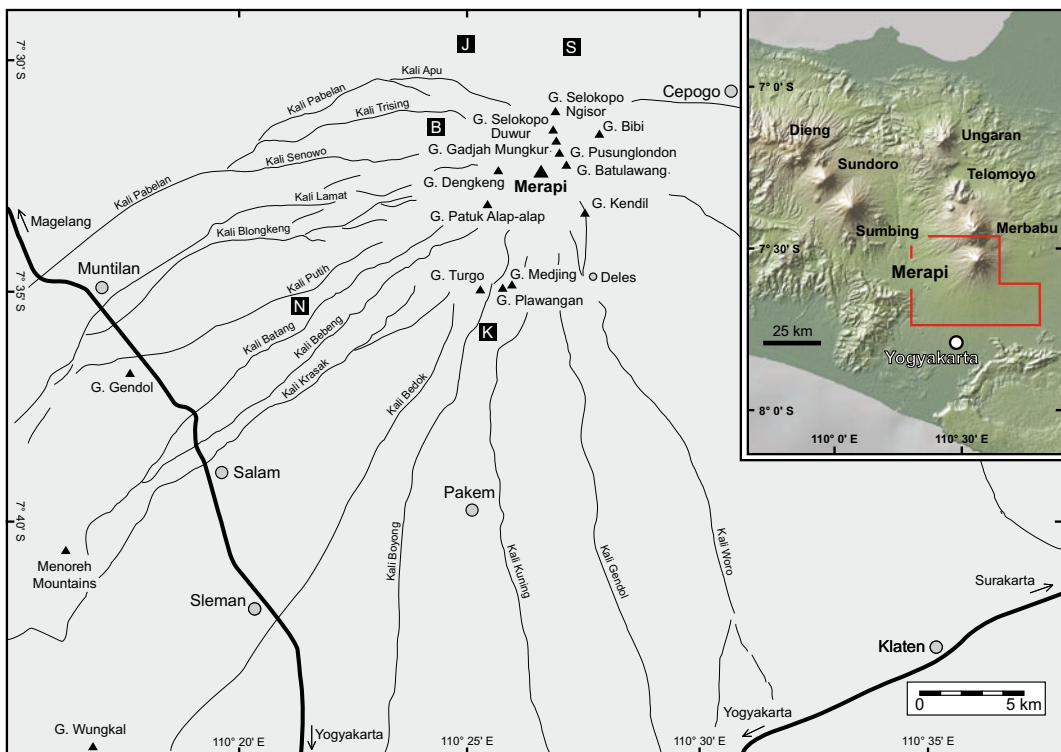 J
S
7° 30' S
Kali Apu
Kali Pabelan
Kali Trising
Cepogo
G. Selokopo
Ngisor
G. Selokopo
Duwur
B
G. Bibi
G. Gadjah Mungkur
G. Pusunglondon
Kali Senowo
G. Batulawang
G. Dengkeng
Merapi
Kali Pabelan
Kali Lamat
G. Kendil
G. Patuk Alap-alap
Magelang
Kali Blongkeng
Muntilan
Kali Putih
G. Turgo
G. Medjing
Deles
7° 35' S
N
G. Plawangan
Kali Batang
Kali Bebeng
K
Kali Krasak
Kali Bedok
G. Gendol
Salam
Pakem
7° 40' S
Kali Boyong
Kali Kuning
Kali Gendol
Kali Woro
Menoreh
Mountains
Sleman
Surakarta
Klaten
0
5 km
G. Wungkal
Yogyakarta
Yogyakarta
110° 20' E
110° 25' E
110° 30' E
110° 35' E
7° 0' S
Dieng
Ungaran
Sundoro
Telomoyo
Sumbing
Merbabu
7° 30' S
Merapi
25 km
Yogyakarta
8° 0' S
110° 0' E
110° 30' E